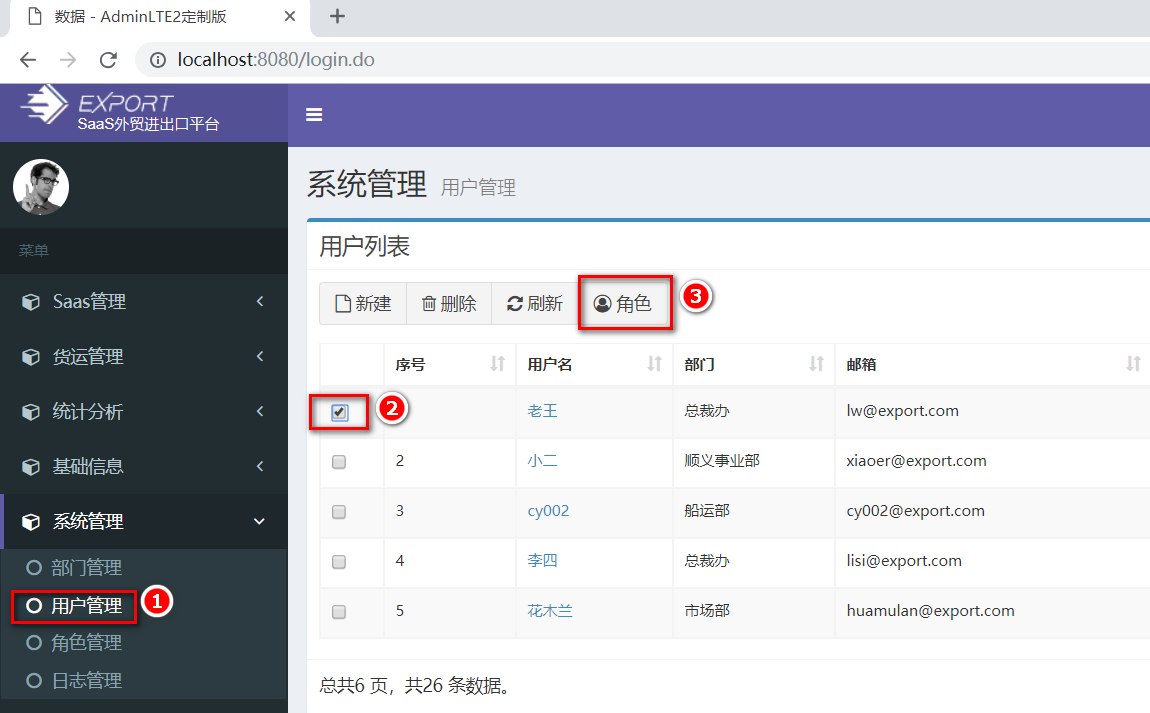 数据 - AdminLTE2定制版
localhost:8080/login.do
EXPORT
SaaS外贸进出口平台
系统管理 用户管理
菜单
Saas管理
货运管理
统计分析
基础信息
系统管理
部门管理
用户管理 1
角色管理
日志管理
用户列表
新建 删除 刷新 角色 3
序号 用户名 部门 邮箱
2 老王 总裁办 lw@export.com
2 小二 顺义事业部 xiaoer@export.com
3 cy002 船运部 cy002@export.com
4 李四 总裁办 lisi@export.com
5 花木兰 市场部 huamulan@export.com
总共6 页，共26 条数据。